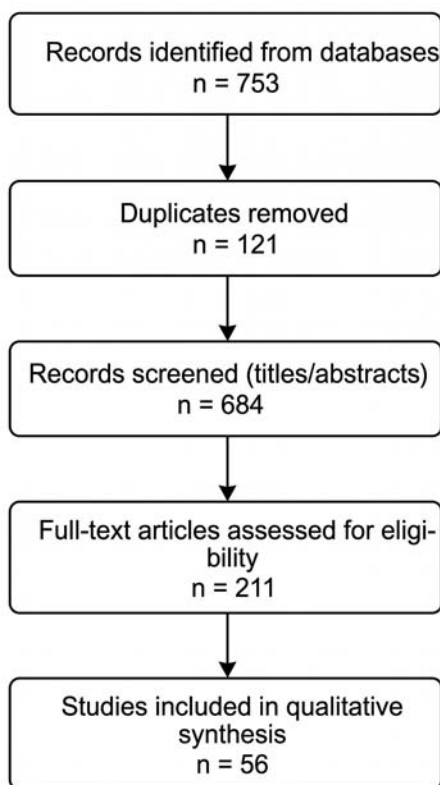 Records identified from databases
n = 753
Duplicates removed
n = 121
Records screened (titles/abstracts)
n = 684
Full-text articles assessed for eligi-
bility
n = 211
Studies included in qualitative
synthesis
n = 56